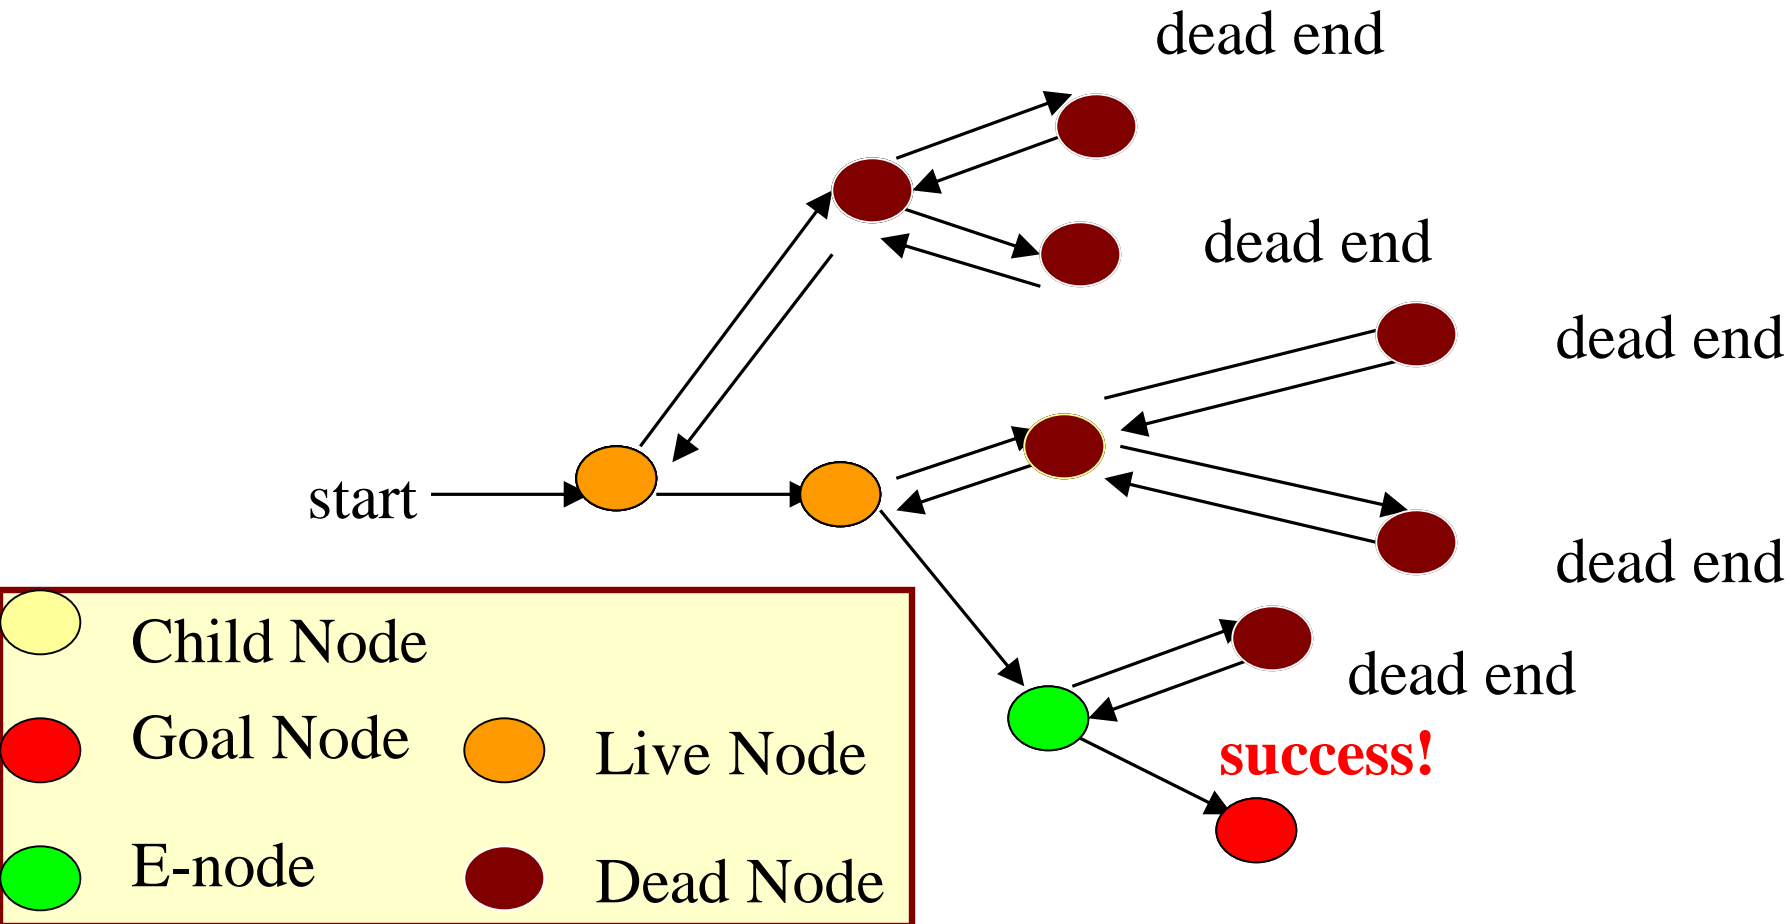 dead end
dead end
dead end
start
dead end
Child Node
dead end
Goal Node
Live Node
success!
E-node
Dead Node